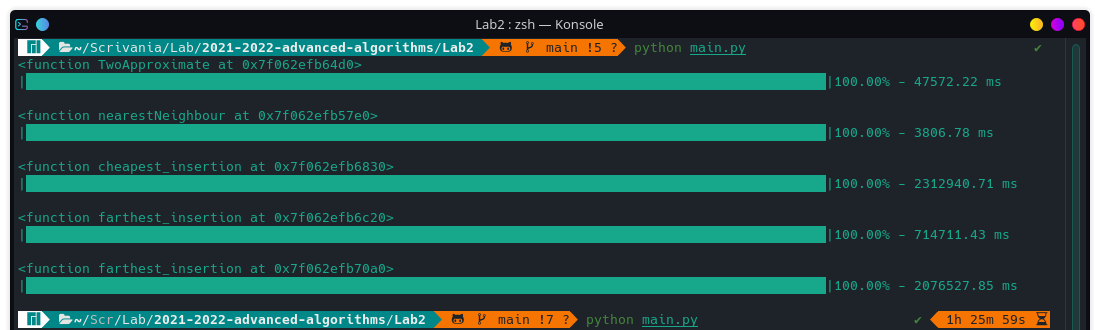 Lab2 : zsh — Konsole
~/Scrivania/Lab/2021-2022-advanced-algorithms/Lab2 main !5 ? python main.py ✔
<function TwoApproximate at 0x7f062efb64d0>
|100.00% - 47572.22 ms
<function nearestNeighbour at 0x7f062efb57e0>
|100.00% - 3806.78 ms
<function cheapest_insertion at 0x7f062efb6830>
|100.00% - 2312940.71 ms
<function farthest_insertion at 0x7f062efb6c20>
|100.00% - 714711.43 ms
<function farthest_insertion at 0x7f062efb70a0>
|100.00% - 2076527.85 ms
~/Scr/Lab/2021-2022-advanced-algorithms/Lab2 main !7 ? python main.py ✔ 1h 25m 59s